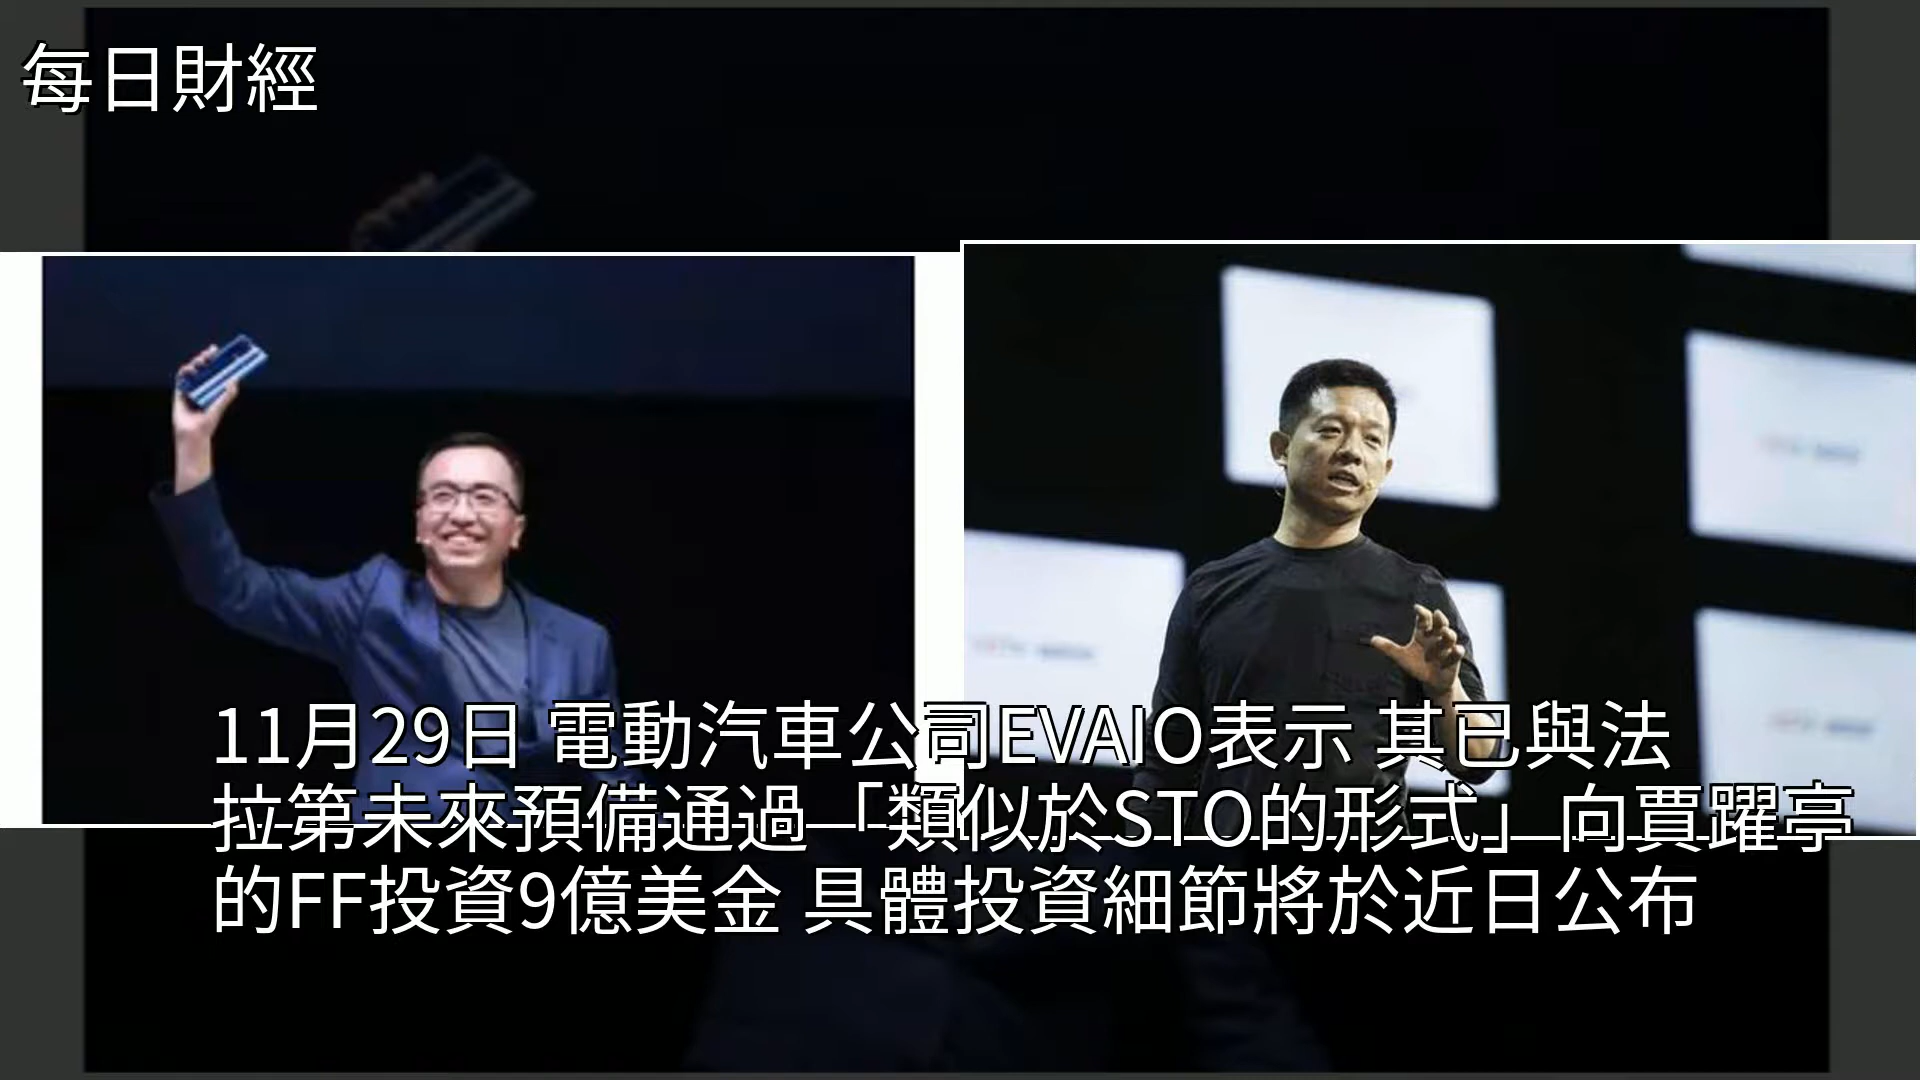 每日財經
11月29日 電動汽車公司EVAIO表示 其已與法
拉第未來預備通過「類似於STO的形式」向賈躍亭
的FF投資9億美金 具體投資細節將於近日公布